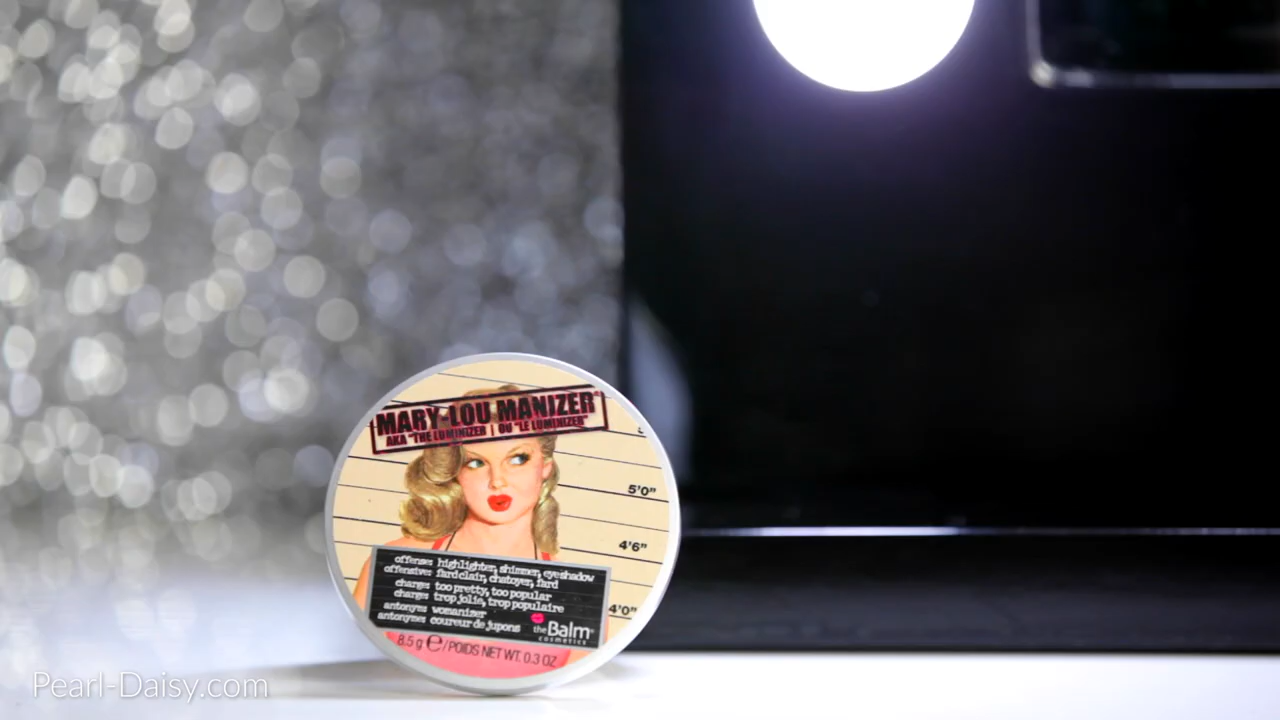 MARY-LOU MANIZER®
AKA "THE LUMINIZER | OU "LE LUMINIZER"
5'0"
4'6"
4'0"
offense: highlighter, shimmer, eyeshadow
offensive: fard clair, chatoyer, fard
charge: too pretty, too popular
charge: trop jolie, trop populaire
antonym: womanizer
antonyme: coureur de jupons
theBalm®
cosmetics
8.5 g ℮ / POIDS NET WT. 0.3 OZ
Pearl-Daisy.com